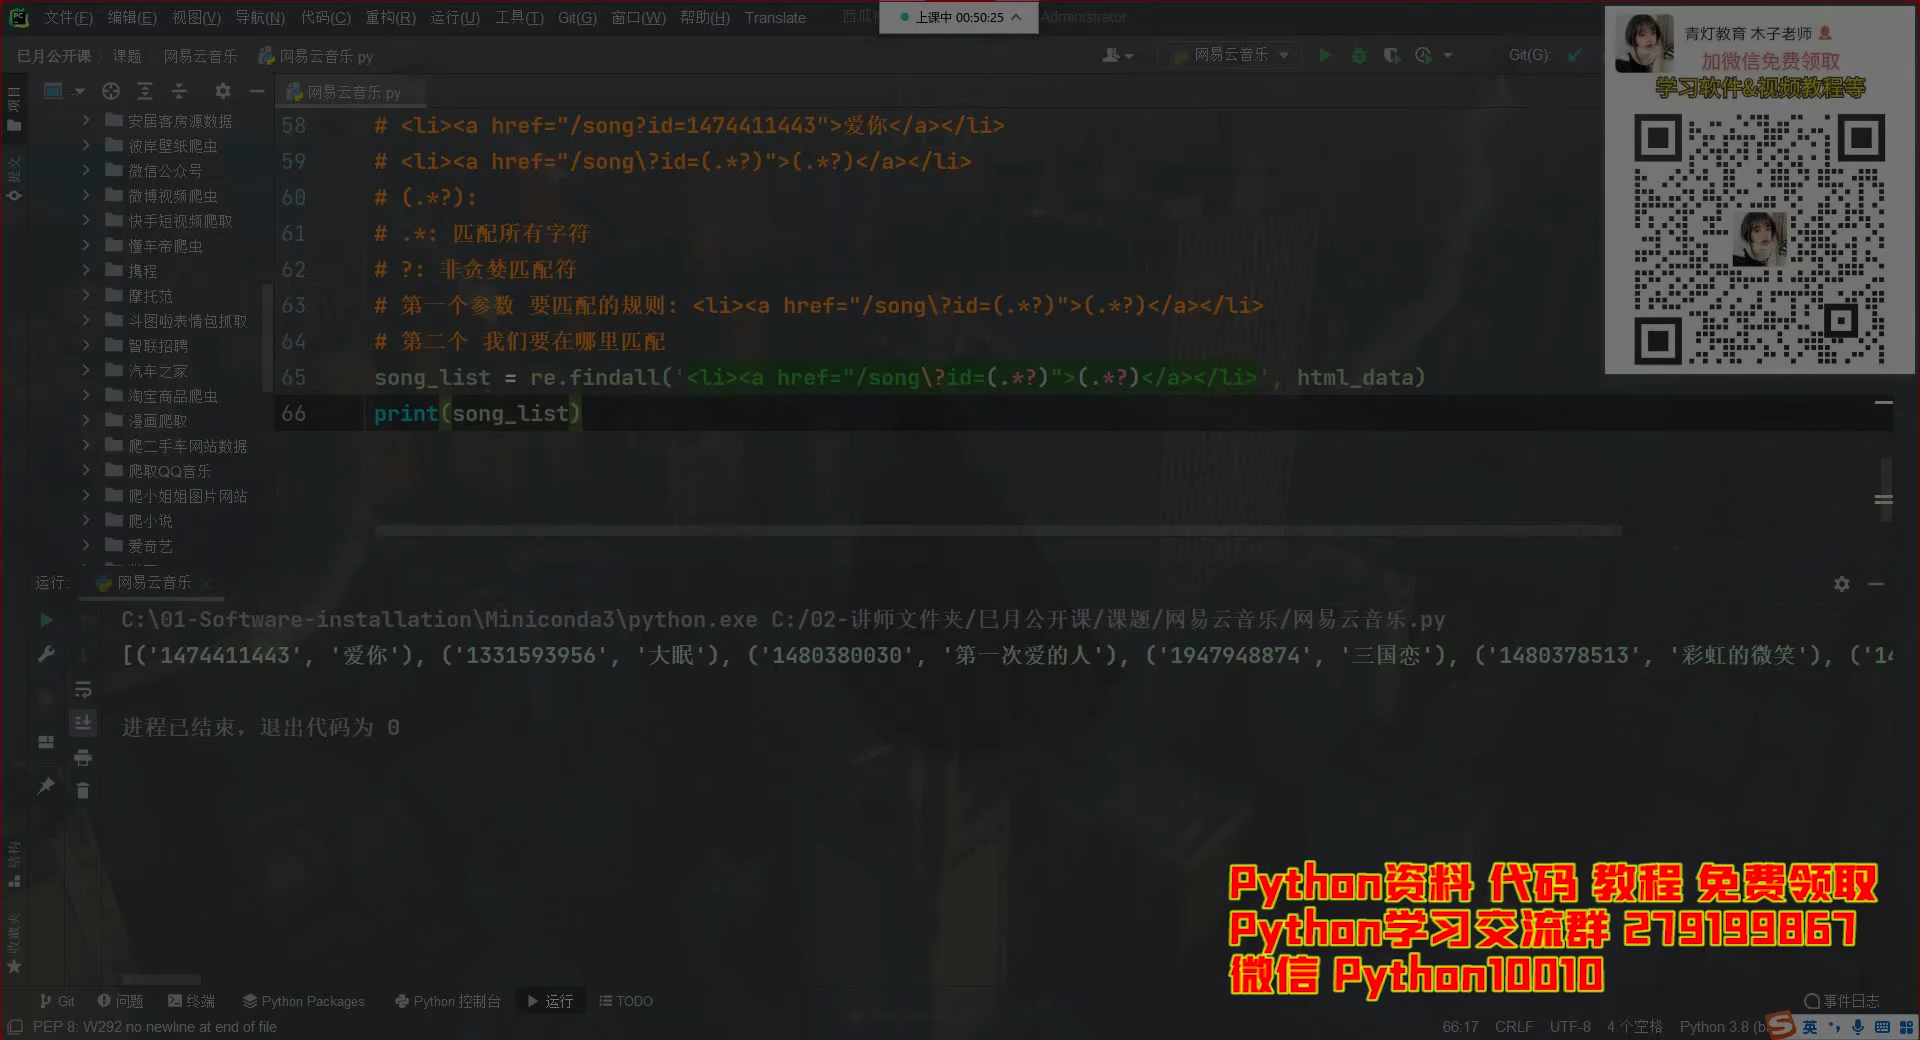 文件(F) 编辑(E) 视图(V) 导航(N) 代码(C) 重构(R) 运行(U) 工具(T) Git(G) 窗口(W) 帮助(H) Translate
上课中 00:50:25
Administrator
巳月公开课 课题 网易云音乐 网易云音乐.py
网易云音乐
Git(G):
青灯教育 木子老师
加微信免费领取
学习软件&视频教程等
项目
提交
网易云音乐.py
安居客房源数据
彼岸壁纸爬虫
微信公众号
微博视频爬虫
快手短视频爬取
懂车帝爬虫
携程
摩托范
斗图啦表情包抓取
智联招聘
汽车之家
淘宝商品爬虫
漫画爬取
爬二手车网站数据
爬取QQ音乐
爬小姐姐图片网站
爬小说
爱奇艺
58 # <li><a href="/song?id=1474411443">爱你</a></li>
59 # <li><a href="/song\?id=(.*?)">(.*?)</a></li>
60 # (.*?):
61 # .*: 匹配所有字符
62 # ?: 非贪婪匹配符
63 # 第一个参数 要匹配的规则: <li><a href="/song\?id=(.*?)">(.*?)</a></li>
64 # 第二个 我们要在哪里匹配
65 song_list = re.findall('<li><a href="/song\?id=(.*?)">(.*?)</a></li>', html_data)
66 print(song_list)
运行: 网易云音乐
C:\01-Software-installation\Miniconda3\python.exe C:/02-讲师文件夹/巳月公开课/课题/网易云音乐/网易云音乐.py
[('1474411443', '爱你'), ('1331593956', '大眠'), ('1480380030', '第一次爱的人'), ('1947948874', '三国恋'), ('1480378513', '彩虹的微笑'), ('14
进程已结束，退出代码为 0
结构
收藏夹
Python资料 代码 教程 免费领取
Python学习交流群 279199867
微信 Python10010
Git 问题 终端 Python Packages Python 控制台 运行 TODO
事件日志
PEP 8: W292 no newline at end of file
66:17 CRLF UTF-8 4 个空格 Python 3.8 (ba
英